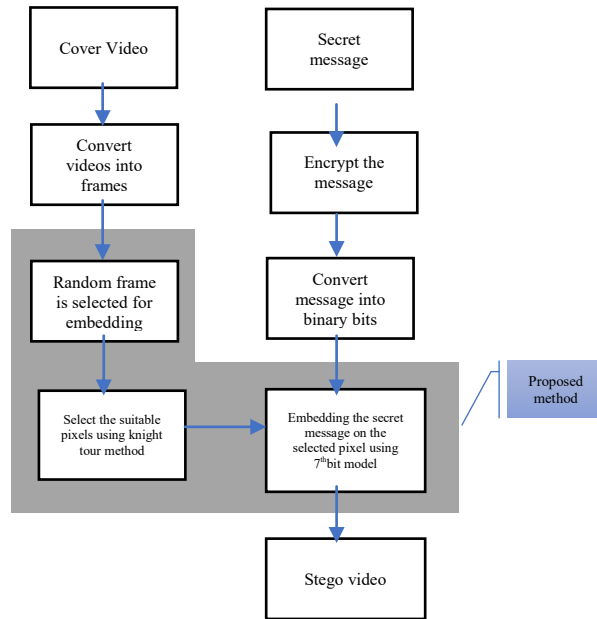 Cover Video
Secret
message
Convert
videos into
frames
Encrypt the
message
Random frame
is selected for
embedding
Convert
message into
binary bits
Select the suitable
pixels using knight
tour method
Embedding the secret
message on the
selected pixel using
7thbit model
Proposed
method
Stego video